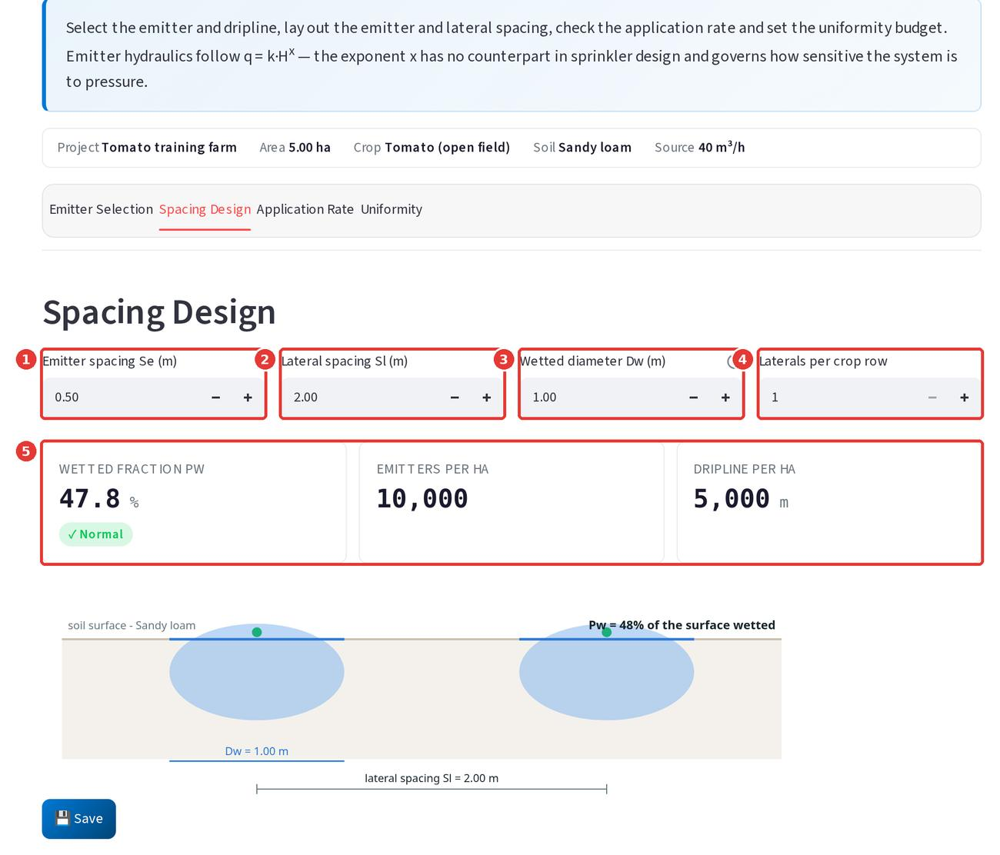 Select the emitter and dripline, lay out the emitter and lateral spacing, check the application rate and set the uniformity budget.
Emitter hydraulics follow q = k·Hˣ — the exponent x has no counterpart in sprinkler design and governs how sensitive the system is
to pressure.
Project Tomato training farm Area 5.00 ha Crop Tomato (open field) Soil Sandy loam Source 40 m³/h
Emitter Selection Spacing Design Application Rate Uniformity
Spacing Design
1 Emitter spacing Se (m) 2 Lateral spacing Sl (m) 3 Wetted diameter Dw (m) 4 Laterals per crop row
0.50 − + 2.00 − + 1.00 − + 1 − +
5
WETTED FRACTION PW EMITTERS PER HA DRIPLINE PER HA
47.8 % 10,000 5,000 m
✓ Normal
soil surface - Sandy loam Pw = 48% of the surface wetted
Dw = 1.00 m
lateral spacing Sl = 2.00 m
💾 Save